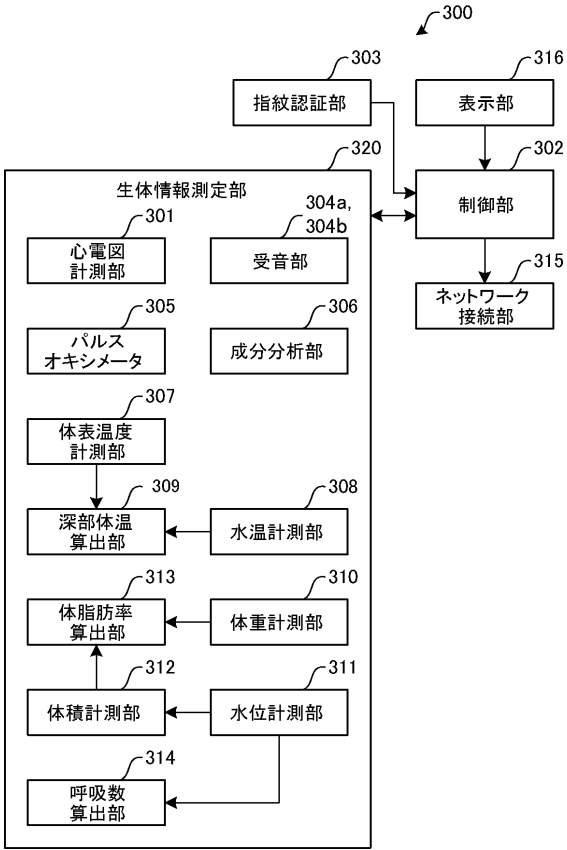 300
303
指紋認証部
316
表示部
320
生体情報測定部
302
制御部
301
心電図
計測部
304a,
304b
受音部
315
ネットワーク
接続部
305
パルス
オキシメータ
306
成分分析部
307
体表温度
計測部
309
深部体温
算出部
308
水温計測部
313
体脂肪率
算出部
310
体重計測部
312
体積計測部
311
水位計測部
314
呼吸数
算出部